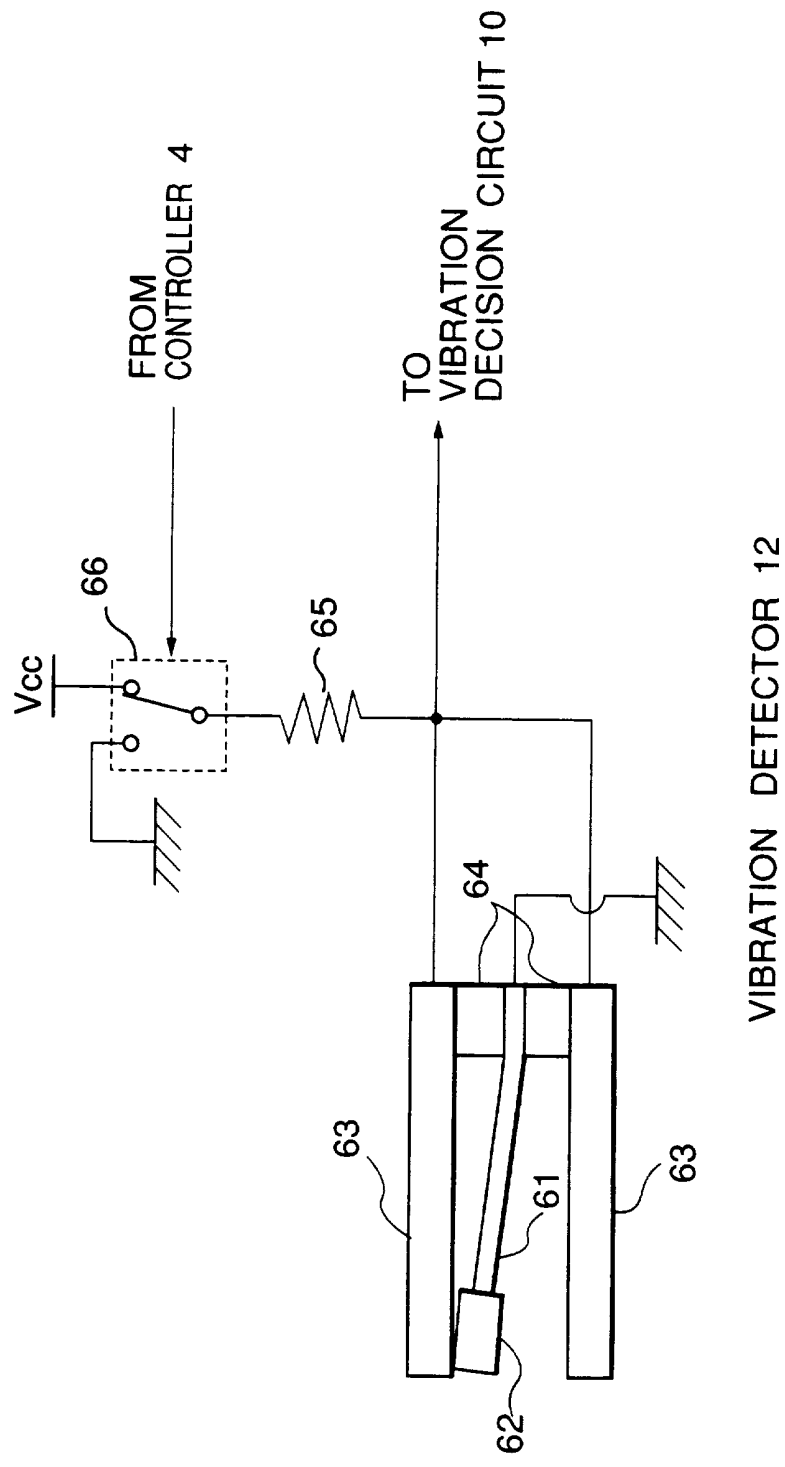 Vcc
66
FROM
CONTROLLER 4
65
TO
VIBRATION
DECISION CIRCUIT 10
64
63
61
63
62
VIBRATION DETECTOR 12